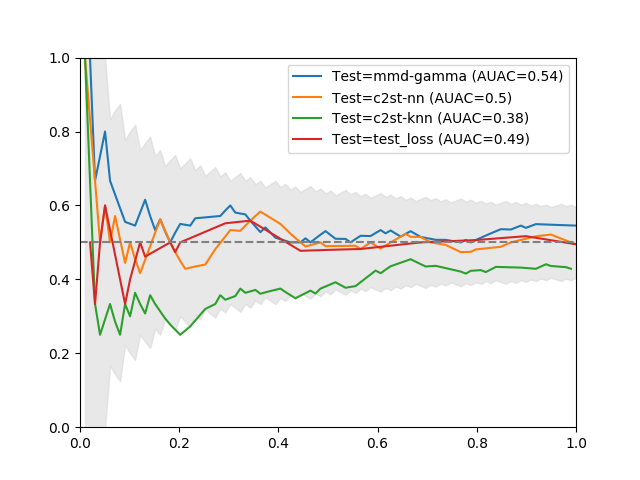 1.0
0.8
0.6
0.4
0.2
0.0
0.0 0.2 0.4 0.6 0.8 1.0
Test=mmd-gamma (AUAC=0.54)
Test=c2st-nn (AUAC=0.5)
Test=c2st-knn (AUAC=0.38)
Test=test_loss (AUAC=0.49)